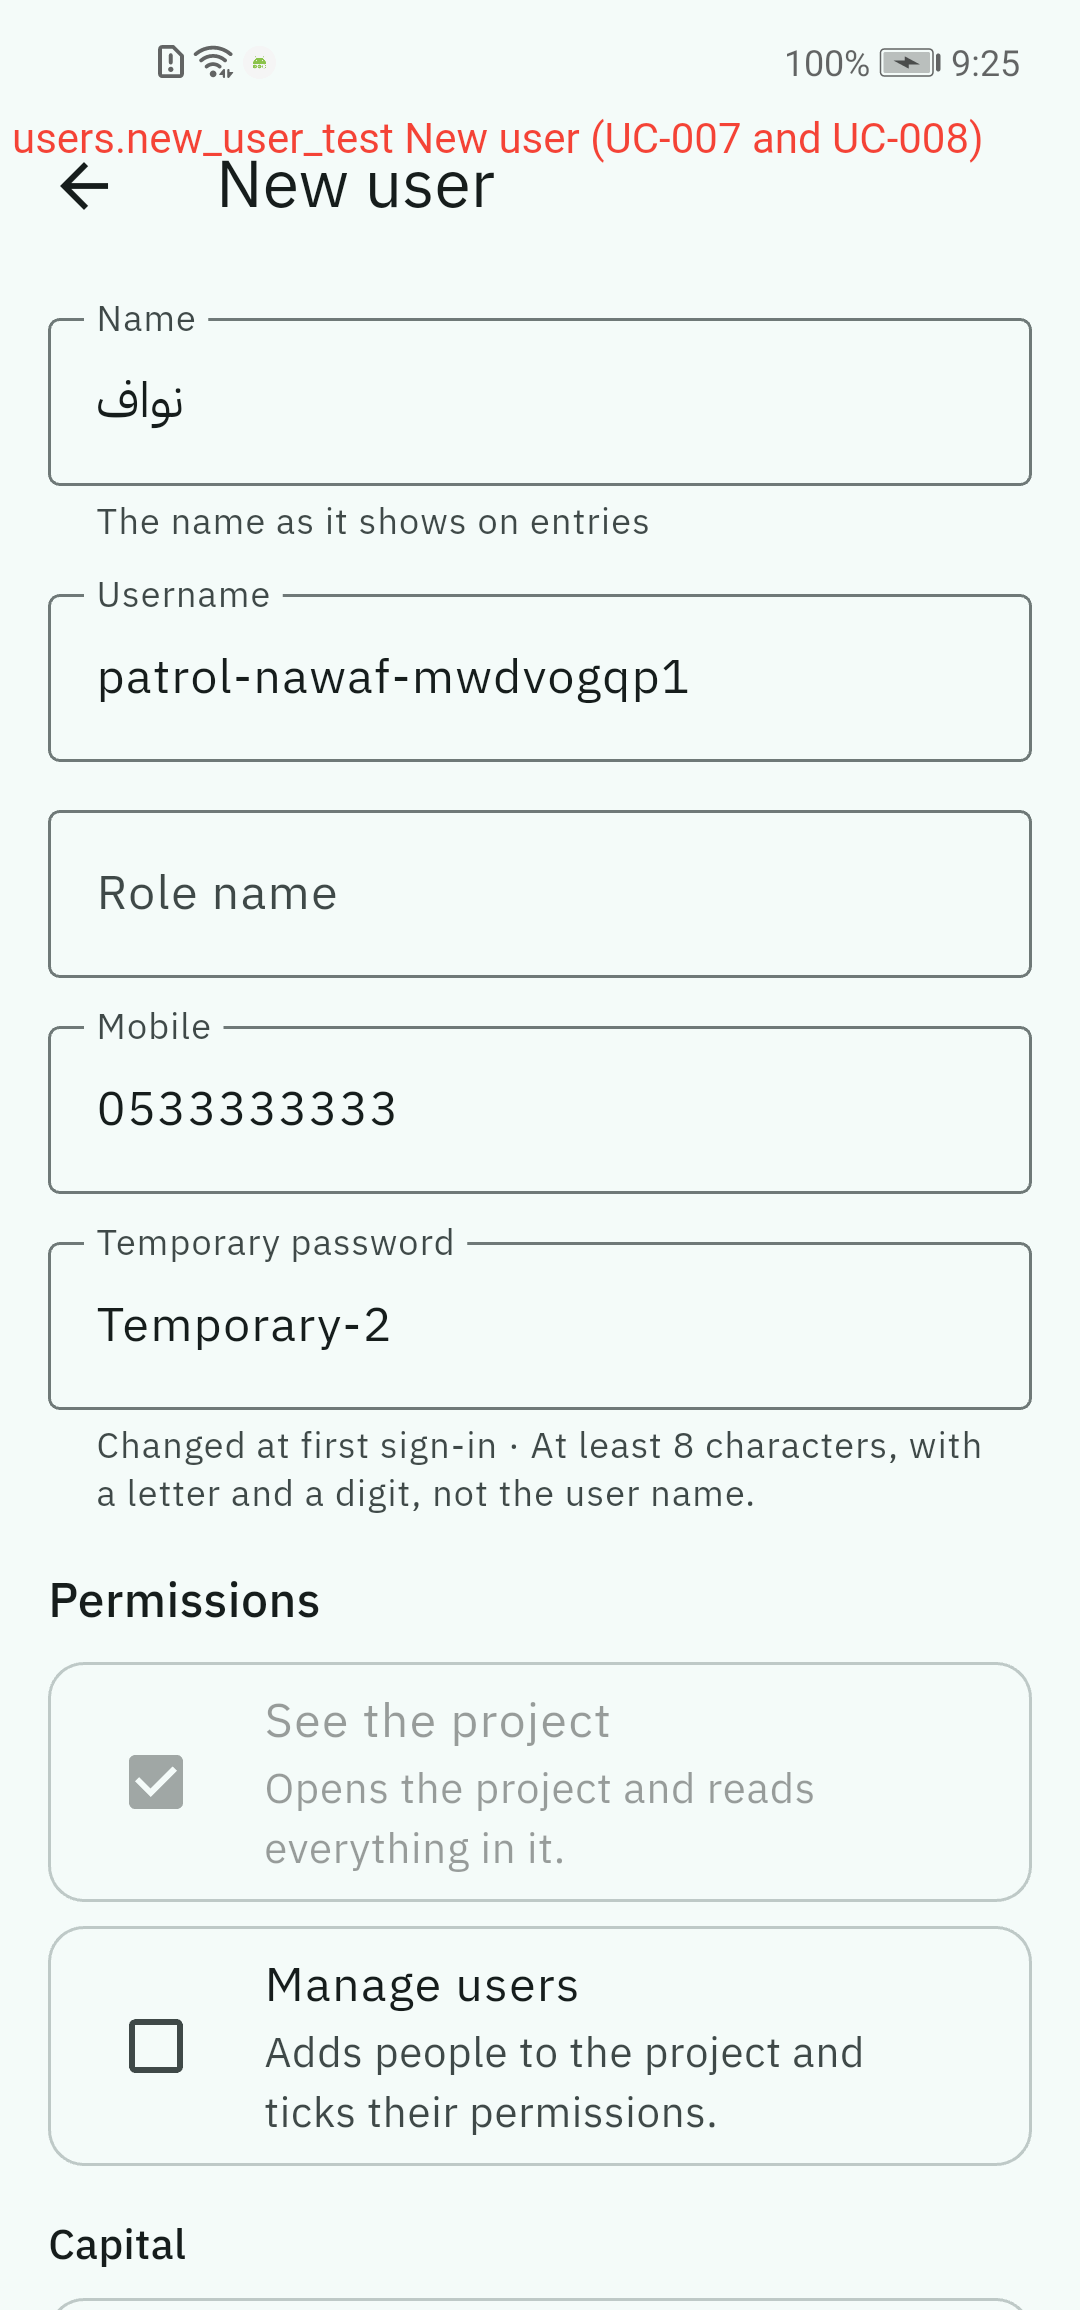 100% 9:25
users.new_user_test New user (UC-007 and UC-008)
New user
Name
نواف
The name as it shows on entries
Username
patrol-nawaf-mwdvogqp1
Role name
Mobile
0533333333
Temporary password
Temporary-2
Changed at first sign-in · At least 8 characters, with
a letter and a digit, not the user name.
Permissions
See the project
Opens the project and reads
everything in it.
Manage users
Adds people to the project and
ticks their permissions.
Capital